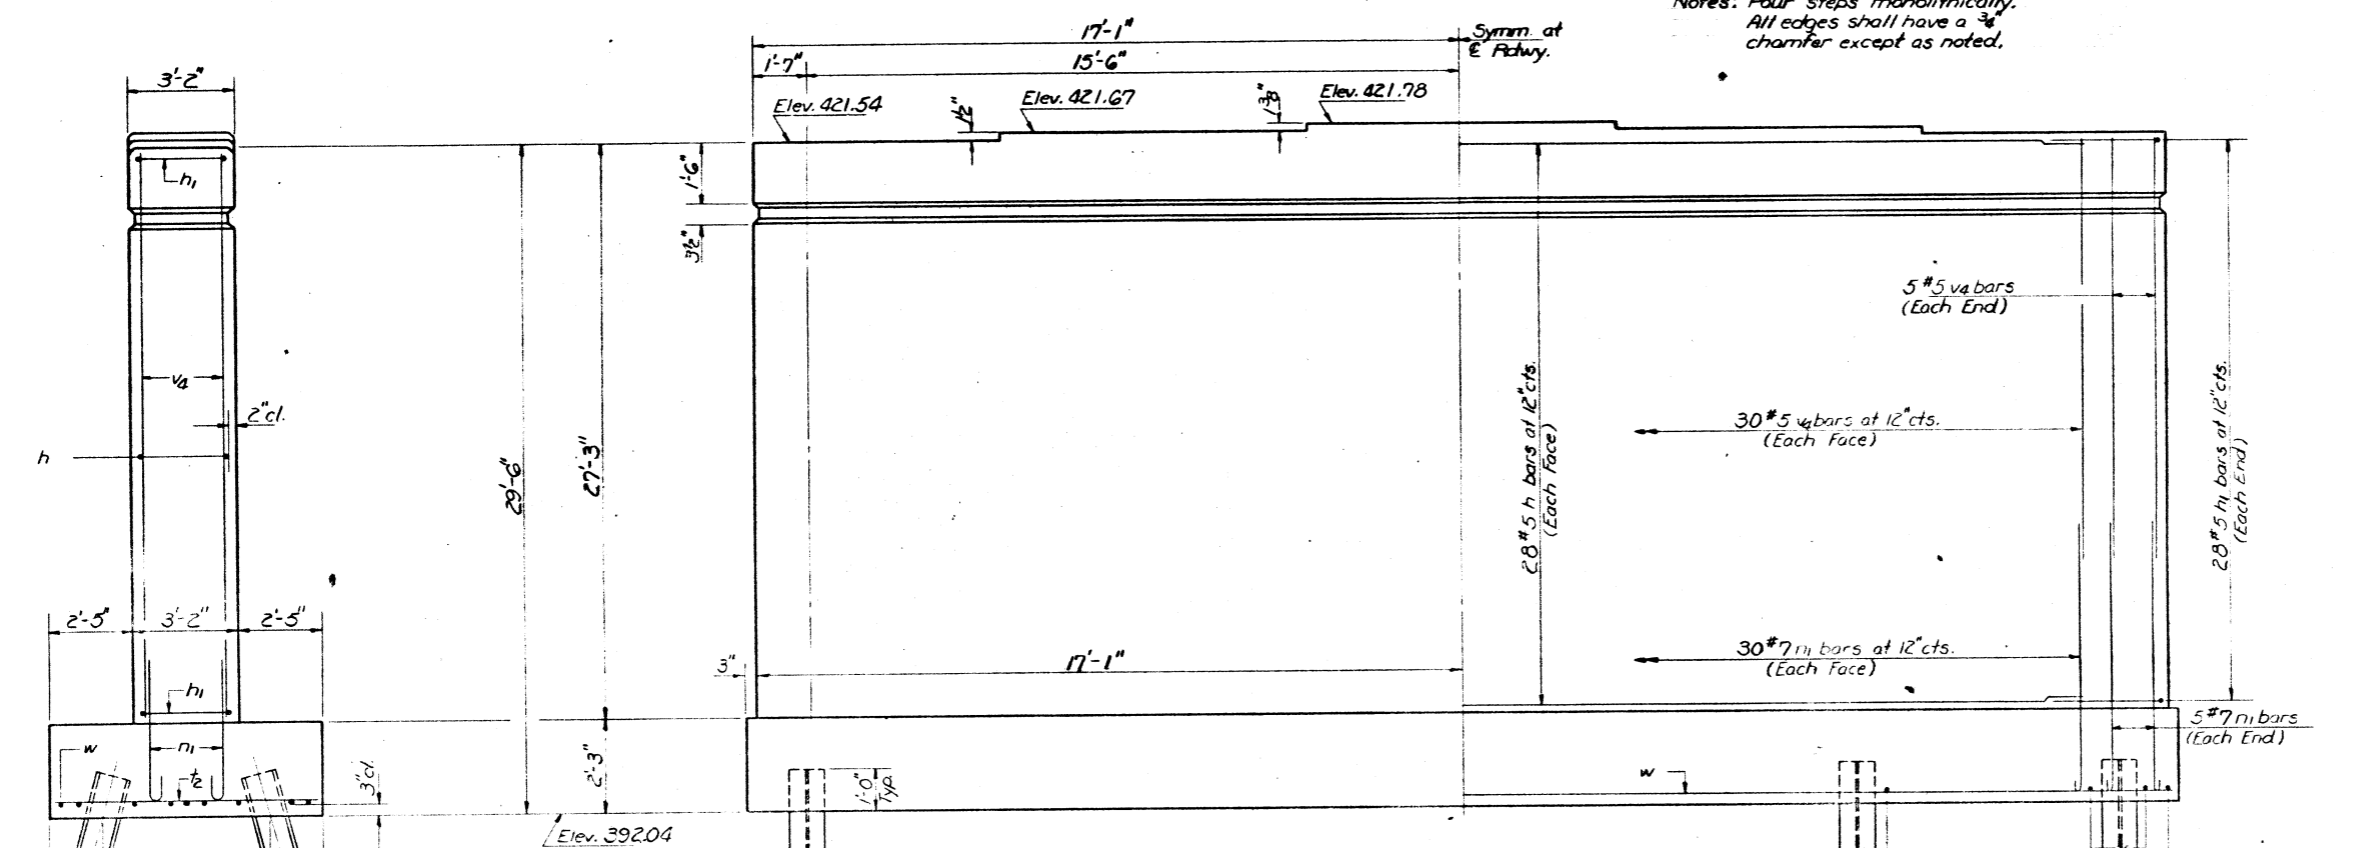 Notes: Pour steps monolithically.
All edges shall have a 3/4"
chamfer except as noted.
17'-1"
Symm. at
℄ Rdwy.
1'-7"
15'-6"
3'-2"
Elev. 421.54
1½"
Elev. 421.67
1⅜"
Elev. 421.78
h₁
1'-6"
3½"
5 #5 v4 bars
(Each End)
v4
2" cl.
h
29'-6"
27'-3"
28 #5 h bars at 12" cts.
(Each Face)
30 #5 v4 bars at 12" cts.
(Each Face)
28 #5 h₁ bars at 12" cts.
(Each End)
2'-5"
3'-2"
2'-5"
30 #7 n₁ bars at 12" cts.
(Each Face)
3"
17'-1"
h₁
5 #7 n₁ bars
(Each End)
w
n₁
t2
3" cl.
2'-3"
1'-0"
Typ.
w
Elev. 392.04